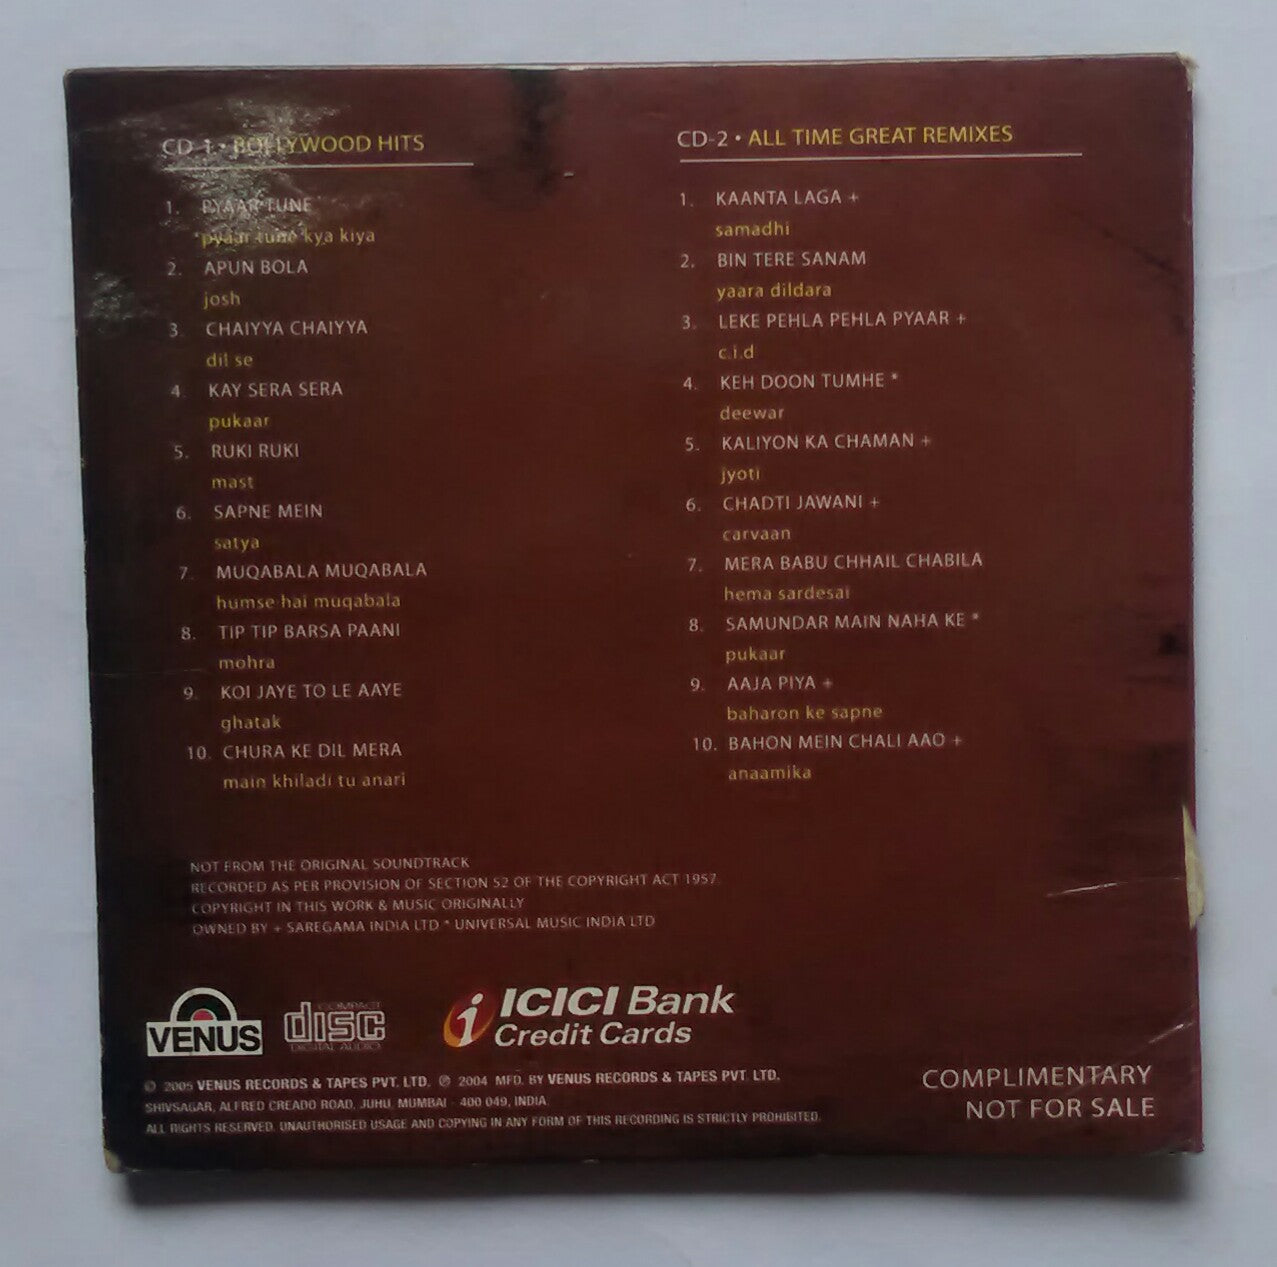 CD-1 • BOLLYWOOD HITS
1. PYAAR TUNE
pyaar tune kya kiya
2. APUN BOLA
josh
3. CHAIYYA CHAIYYA
dil se
4. KAY SERA SERA
pukaar
5. RUKI RUKI
mast
6. SAPNE MEIN
satya
7. MUQABALA MUQABALA
humse hai muqabala
8. TIP TIP BARSA PAANI
mohra
9. KOI JAYE TO LE AAYE
ghatak
10. CHURA KE DIL MERA
main khiladi tu anari
CD-2 • ALL TIME GREAT REMIXES
1. KAANTA LAGA +
samadhi
2. BIN TERE SANAM
yaara dildara
3. LEKE PEHLA PEHLA PYAAR +
c.i.d
4. KEH DOON TUMHE *
deewar
5. KALIYON KA CHAMAN +
jyoti
6. CHADTI JAWANI +
carvaan
7. MERA BABU CHHAIL CHABILA
hema sardesai
8. SAMUNDAR MAIN NAHA KE *
pukaar
9. AAJA PIYA +
baharon ke sapne
10. BAHON MEIN CHALI AAO +
anaamika
NOT FROM THE ORIGINAL SOUNDTRACK
RECORDED AS PER PROVISION OF SECTION 52 OF THE COPYRIGHT ACT 1957.
COPYRIGHT IN THIS WORK & MUSIC ORIGINALLY
OWNED BY + SAREGAMA INDIA LTD * UNIVERSAL MUSIC INDIA LTD
VENUS
COMPACT
disc
DIGITAL AUDIO
i ICICI Bank
Credit Cards
© 2005 VENUS RECORDS & TAPES PVT. LTD. ℗ 2004 MFD. BY VENUS RECORDS & TAPES PVT. LTD.
SHIVSAGAR, ALFRED CREADO ROAD, JUHU, MUMBAI - 400 049, INDIA.
ALL RIGHTS RESERVED. UNAUTHORISED USAGE AND COPYING IN ANY FORM OF THIS RECORDING IS STRICTLY PROHIBITED.
COMPLIMENTARY
NOT FOR SALE